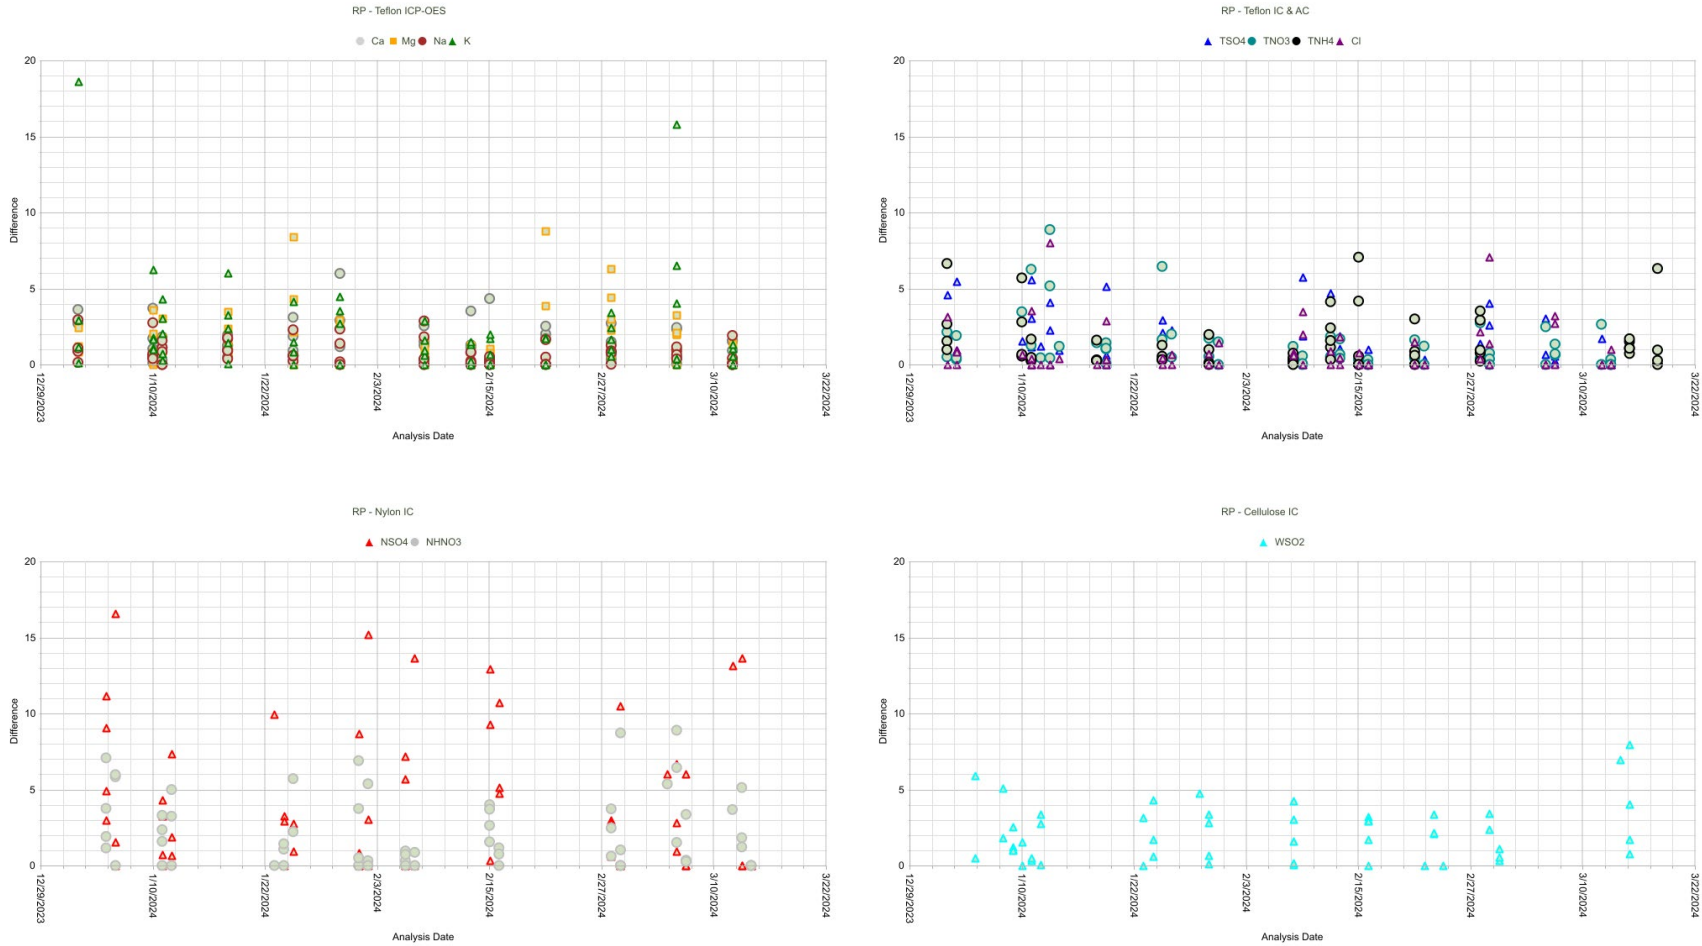 RP - Teflon ICP-OES
Ca Mg Na K
20
15
10
5
0
Difference
12/29/2023 1/10/2024 1/22/2024 2/3/2024 2/15/2024 2/27/2024 3/10/2024 3/22/2024
Analysis Date
RP - Teflon IC & AC
TSO4 TNO3 TNH4 Cl
20
15
10
5
0
Difference
12/29/2023 1/10/2024 1/22/2024 2/3/2024 2/15/2024 2/27/2024 3/10/2024 3/22/2024
Analysis Date
RP - Nylon IC
NSO4 NHNO3
20
15
10
5
0
Difference
12/29/2023 1/10/2024 1/22/2024 2/3/2024 2/15/2024 2/27/2024 3/10/2024 3/22/2024
Analysis Date
RP - Cellulose IC
WSO2
20
15
10
5
0
Difference
12/29/2023 1/10/2024 1/22/2024 2/3/2024 2/15/2024 2/27/2024 3/10/2024 3/22/2024
Analysis Date